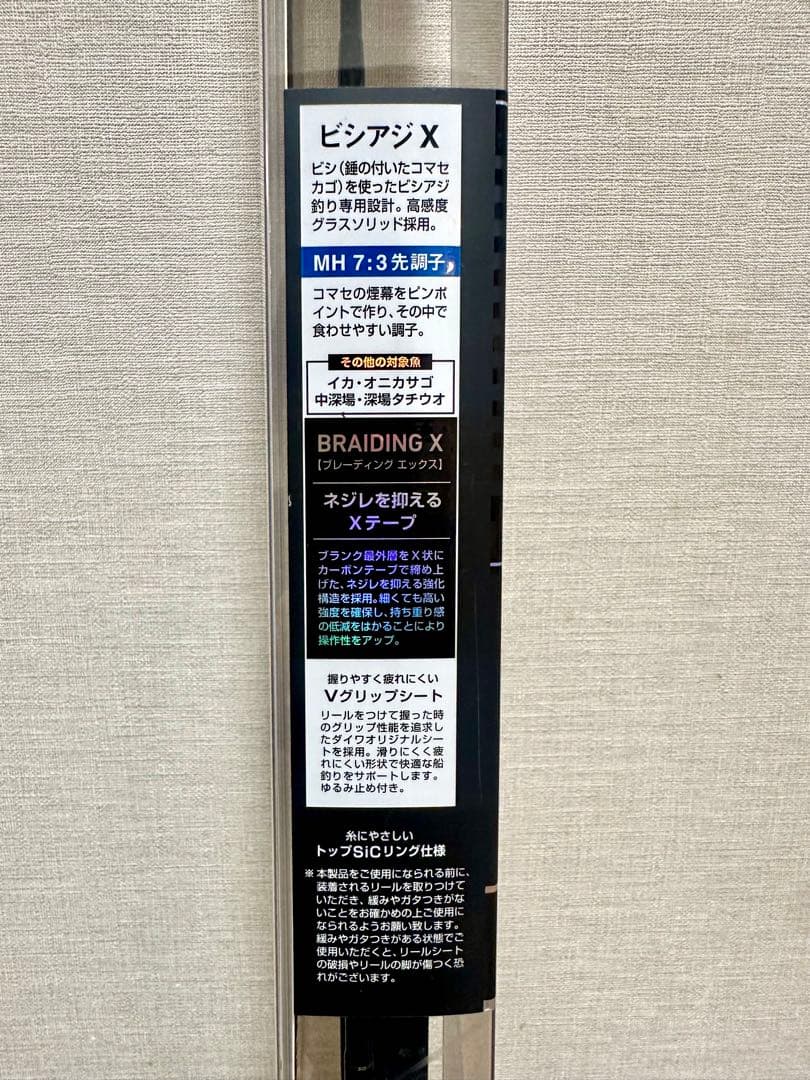 ビシアジ X
ビシ(錘の付いたコマセ
カゴ)を使ったビシアジ
釣り専用設計。高感度
グラスソリッド採用。
MH 7:3先調子
コマセの煙幕をピンポ
イントで作り、その中で
食わせやすい調子。
その他の対象魚
イカ・オニカサゴ
中深場・深場タチウオ
BRAIDING X
【ブレーディング エックス】
ネジレを抑える
Xテープ
ブランク最外層をX状に
カーボンテープで締め上
げた、ネジレを抑える強化
構造を採用。細くても高い
強度を確保し、持ち重り感
の低減をはかることにより
操作性をアップ。
握りやすく疲れにくい
Vグリップシート
リールをつけて握った時
のグリップ性能を追求し
たダイワオリジナルシー
トを採用。滑りにくく疲
れにくい形状で快適な船
釣りをサポートします。
ゆるみ止め付き。
糸にやさしい
トップSiCリング仕様
※本製品をご使用になられる前に、
装着されるリールを取りつけて
いただき、緩みやガタつきがな
いことをお確かめの上ご使用に
なられるようお願い致します。
緩みやガタつきがある状態でご
使用いただくと、リールシート
の破損やリールの脚が傷つく恐
れがございます。